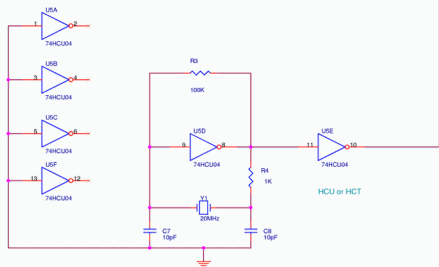 U5A
1
2
74HCU04
U5B
3
4
74HCU04
U5C
5
6
74HCU04
U5F
13
12
74HCU04
R3
100K
U5D
9
8
74HCU04
U5E
11
10
74HCU04
R4
1K
HCU or HCT
Y1
20MHz
C7
10pF
C8
10pF